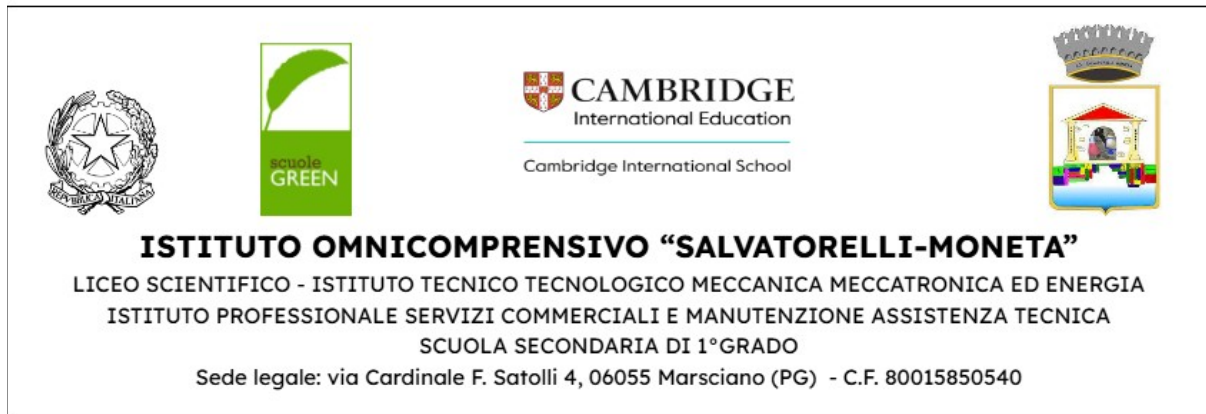 REPVBBLICA ITALIANA
scuole
GREEN
CAMBRIDGE
International Education
Cambridge International School
ISTITUTO OMNICOMPRENSIVO “SALVATORELLI-MONETA”
LICEO SCIENTIFICO - ISTITUTO TECNICO TECNOLOGICO MECCANICA MECCATRONICA ED ENERGIA
ISTITUTO PROFESSIONALE SERVIZI COMMERCIALI E MANUTENZIONE ASSISTENZA TECNICA
SCUOLA SECONDARIA DI 1°GRADO
Sede legale: via Cardinale F. Satolli 4, 06055 Marsciano (PG) - C.F. 80015850540